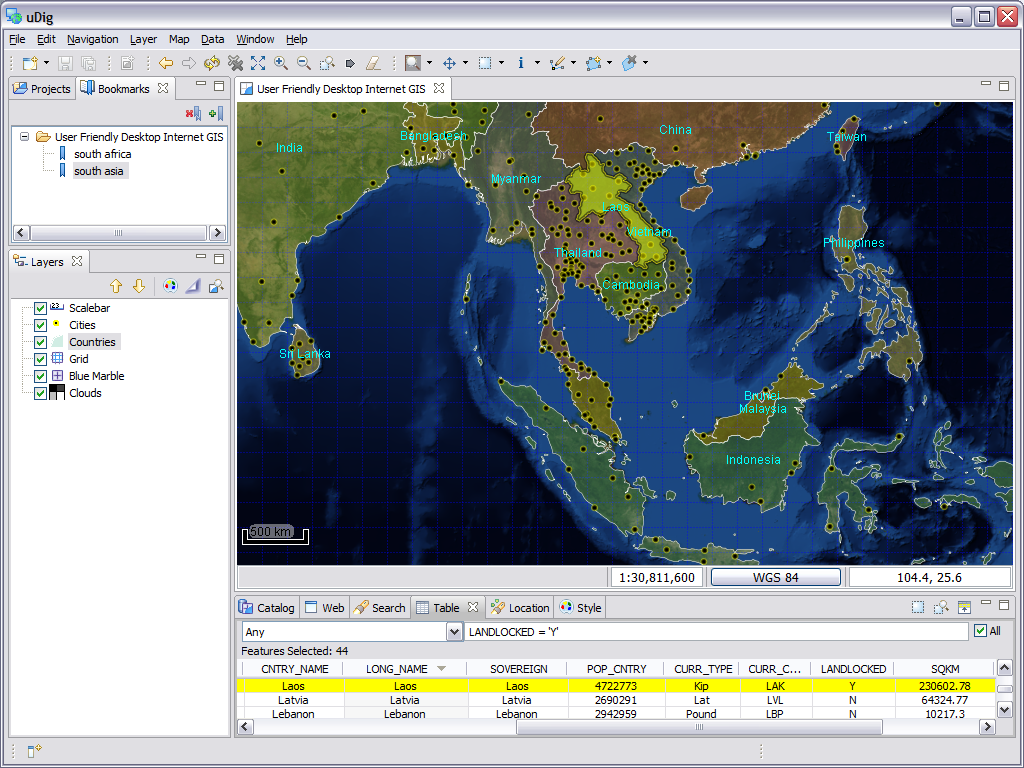 uDig
File Edit Navigation Layer Map Data Window Help
Projects Bookmarks
User Friendly Desktop Internet GIS
south africa
south asia
Layers
Scalebar
Cities
Countries
Grid
Blue Marble
Clouds
User Friendly Desktop Internet GIS
China
Bangladesh
Taiwan
India
Myanmar
Laos
Vietnam
Philippines
Thailand
Cambodia
Sri Lanka
Brunei
Malaysia
Indonesia
500 km
1:30,811,600 WGS 84 104.4, 25.6
Catalog Web Search Table Location Style
Any LANDLOCKED = 'Y' All
Features Selected: 44
CNTRY_NAME LONG_NAME SOVEREIGN POP_CNTRY CURR_TYPE CURR_C... LANDLOCKED SQKM
Laos Laos Laos 4722773 Kip LAK Y 230602.78
Latvia Latvia Latvia 2690291 Lat LVL N 64324.77
Lebanon Lebanon Lebanon 2942959 Pound LBP N 10217.3